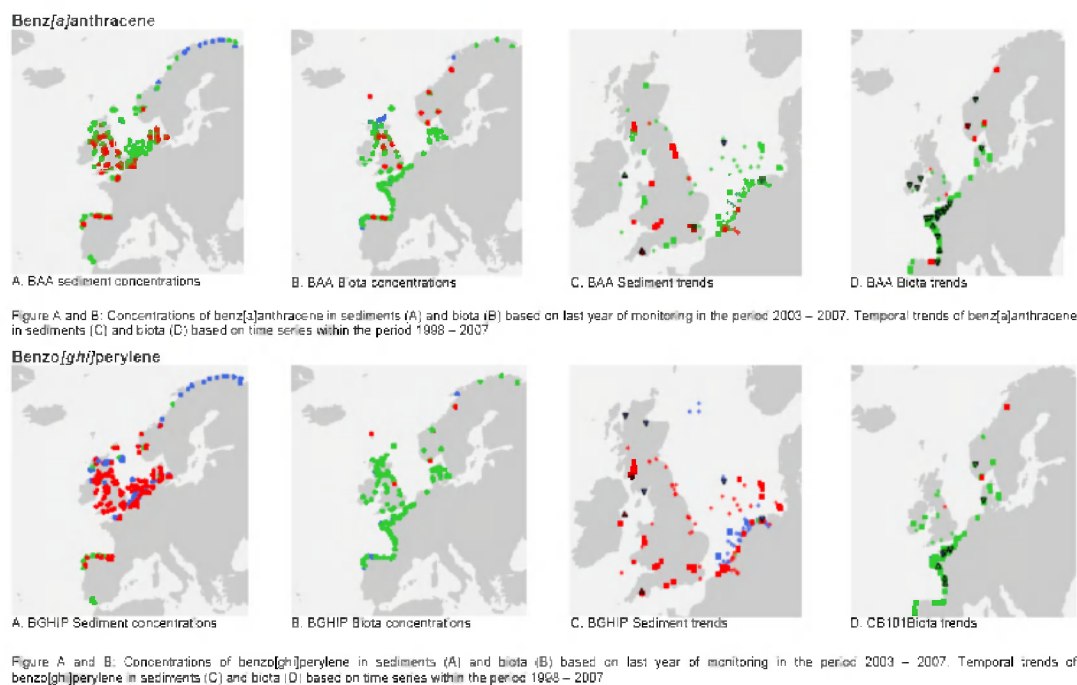 Benz[a]anthracene
A. BAA sediment concentrations
B. BAA Biota concentrations
C. BAA Sediment trends
D. BAA Biota trends
Figure A and B: Concentrations of benz[a]anthracene in sediments (A) and biota (B) based on last year of monitoring in the period 2003 – 2007. Temporal trends of benz[a]anthracene
in sediments (C) and biota (D) based on time series within the period 1998 – 2007
Benzo[ghi]perylene
A. BGHIP Sediment concentrations
B. BGHIP Biota concentrations
C. BGHIP Sediment trends
D. CB101Biota trends
Figure A and B: Concentrations of benzo[ghi]perylene in sediments (A) and biota (B) based on last year of monitoring in the period 2003 – 2007. Temporal trends of
benzo[ghi]perylene in sediments (C) and biota (D) based on time series within the period 1998 – 2007